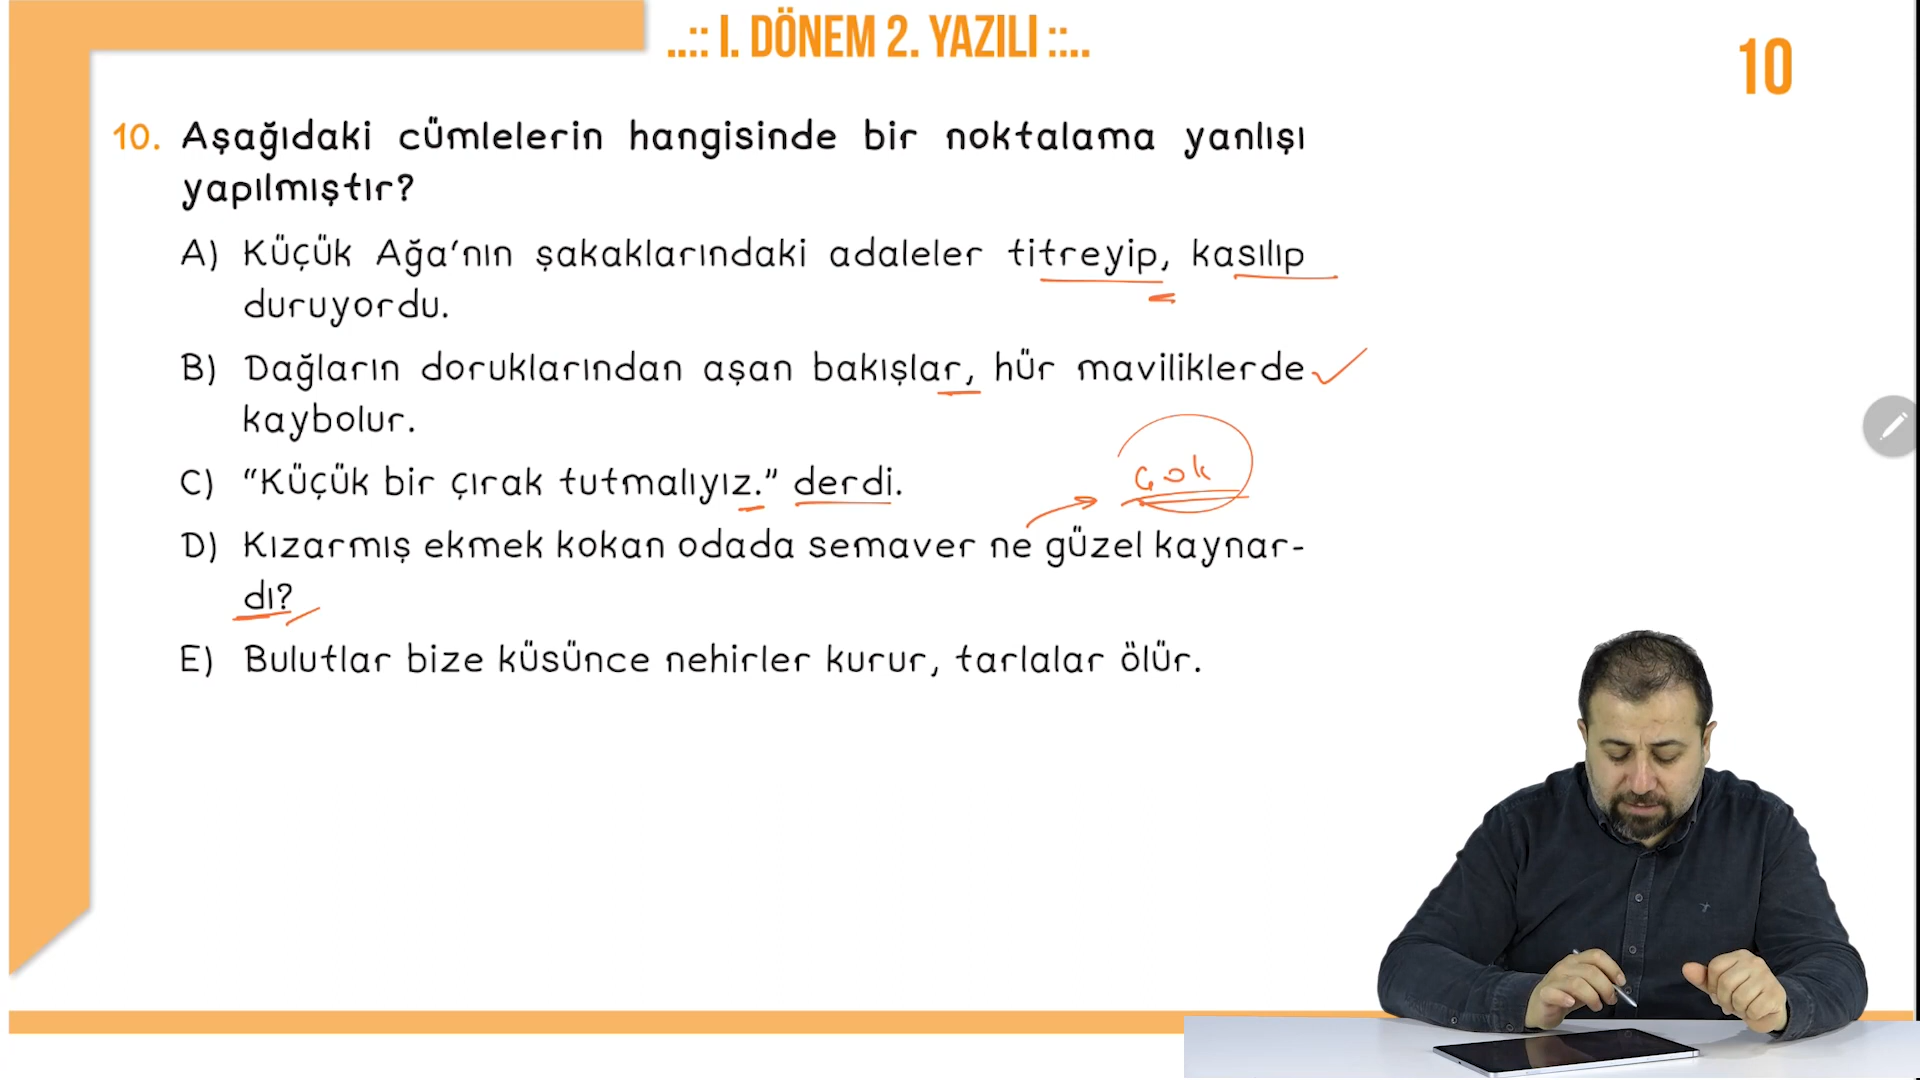 ..:: I. DÖNEM 2. YAZILI ::..
10
10. Aşağıdaki cümlelerin hangisinde bir noktalama yanlışı
yapılmıştır?
A) Küçük Ağa'nın şakaklarındaki adaleler titreyip, kasılıp
duruyordu.
B) Dağların doruklarından aşan bakışlar, hür maviliklerde
kaybolur.
çok
C) “Küçük bir çırak tutmalıyız.” derdi.
D) Kızarmış ekmek kokan odada semaver ne güzel kaynar-
dı?
E) Bulutlar bize küsünce nehirler kurur, tarlalar ölür.